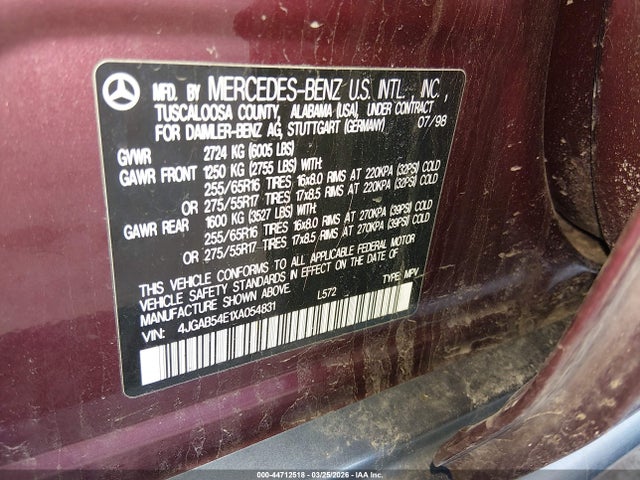 MFD. BY MERCEDES-BENZ U.S. INTL., INC.,
TUSCALOOSA COUNTY, ALABAMA (USA), UNDER CONTRACT
FOR DAIMLER-BENZ AG, STUTTGART (GERMANY) 07/98
GVWR 2724 KG (6005 LBS)
GAWR FRONT 1250 KG (2755 LBS) WITH:
255/65R16 TIRES 16x8.0 RIMS AT 220KPA (32PSI) COLD
OR 275/55R17 TIRES 17x8.5 RIMS AT 220KPA (32PSI) COLD
GAWR REAR 1600 KG (3527 LBS) WITH:
255/65R16 TIRES 16x8.0 RIMS AT 270KPA (39PSI) COLD
OR 275/55R17 TIRES 17x8.5 RIMS AT 270KPA (39PSI) COLD
THIS VEHICLE CONFORMS TO ALL APPLICABLE FEDERAL MOTOR
VEHICLE SAFETY STANDARDS IN EFFECT ON THE DATE OF
MANUFACTURE SHOWN ABOVE. L572 TYPE: MPV
VIN: 4JGAB54E1XA054831
000-44712518 - 03/25/2026 - IAA Inc.